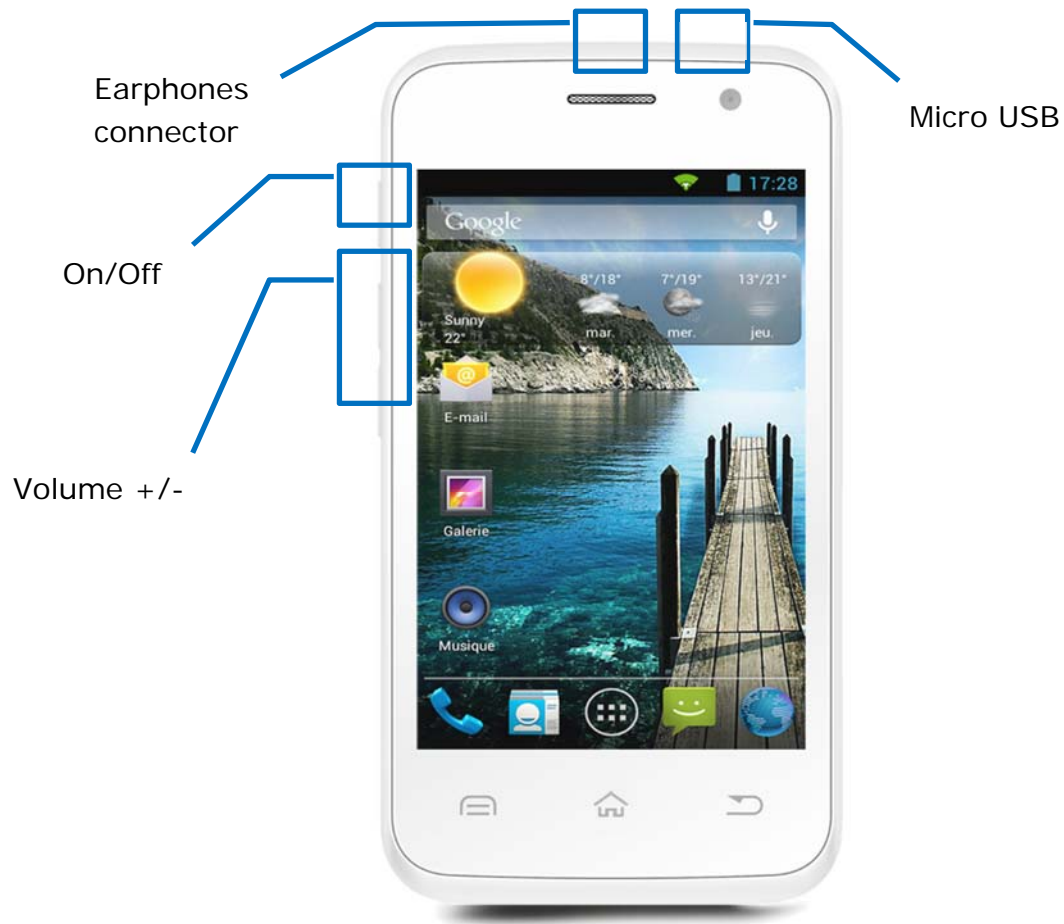 Earphones
connector
Micro USB
On/Off
Volume +/-
17:28
Google
8°/18° 7°/19° 13°/21°
Sunny
22°
mar. mer. jeu.
@
E-mail
Galerie
Musique